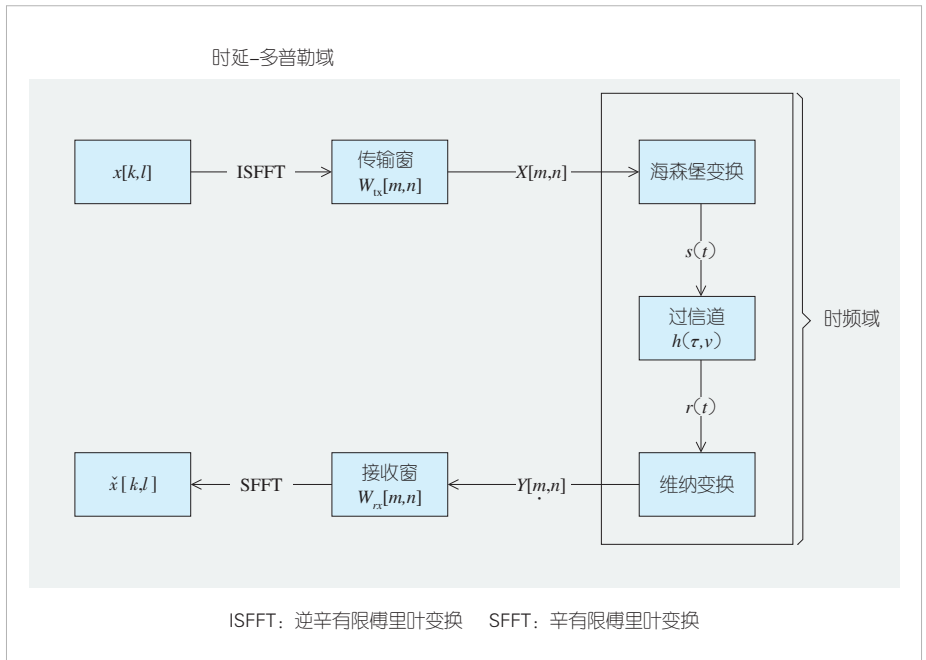 时延-多普勒域
x[k,l]
ISFFT
传输窗
W_tx[m,n]
X[m,n]
海森堡变换
s(t)
过信道
h(τ,v)
时频域
r(t)
x̌[k,l]
SFFT
接收窗
W_rx[m,n]
Y[m,n]
维纳变换
ISFFT：逆辛有限傅里叶变换 SFFT：辛有限傅里叶变换